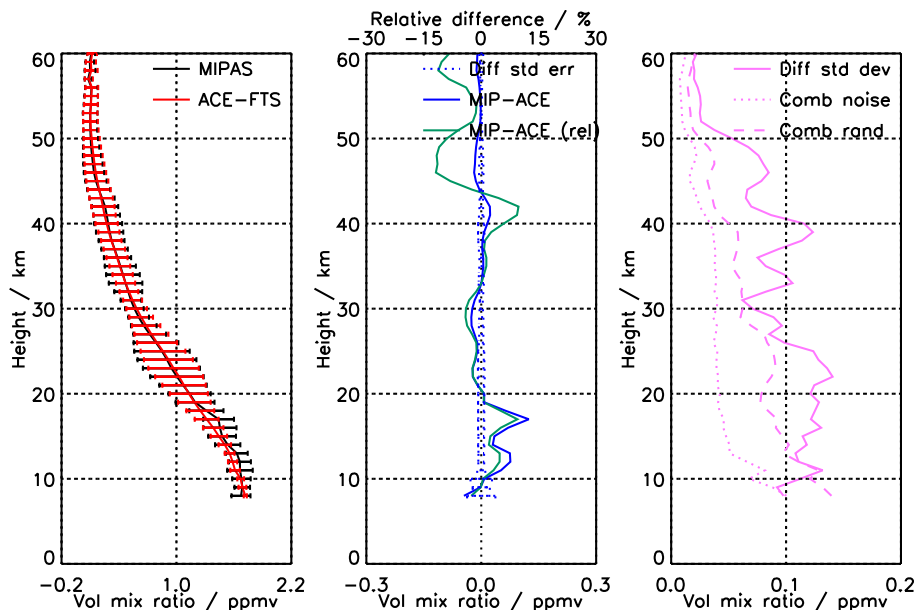 Relative difference / %
−30 −10 0 10 30
60
50
40
30
20
10
0
Height / km
MIPAS
ACE−FTS
−0.2 1.0 2.2
Vol mix ratio / ppmv
60
50
40
30
20
10
0
Height / km
Diff std err
MIP−ACE
MIP−ACE (rel)
−0.3 0.0 0.3
Vol mix ratio / ppmv
60
50
40
30
20
10
0
Height / km
Diff std dev
Comb noise
Comb rand
0.0 0.1 0.2
Vol mix ratio / ppmv